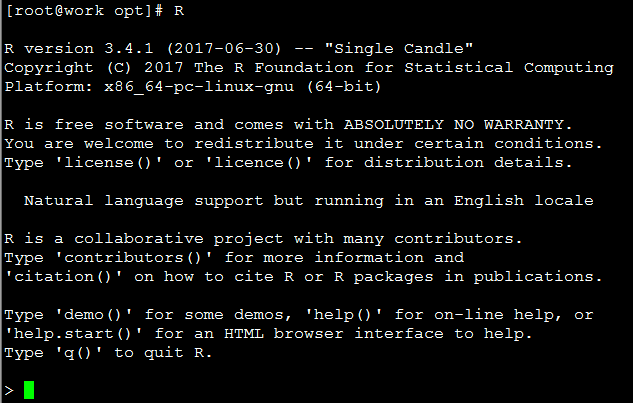 [root@work opt]# R
R version 3.4.1 (2017-06-30) -- "Single Candle"
Copyright (C) 2017 The R Foundation for Statistical Computing
Platform: x86_64-pc-linux-gnu (64-bit)
R is free software and comes with ABSOLUTELY NO WARRANTY.
You are welcome to redistribute it under certain conditions.
Type 'license()' or 'licence()' for distribution details.
Natural language support but running in an English locale
R is a collaborative project with many contributors.
Type 'contributors()' for more information and
'citation()' on how to cite R or R packages in publications.
Type 'demo()' for some demos, 'help()' for on-line help, or
'help.start()' for an HTML browser interface to help.
Type 'q()' to quit R.
>